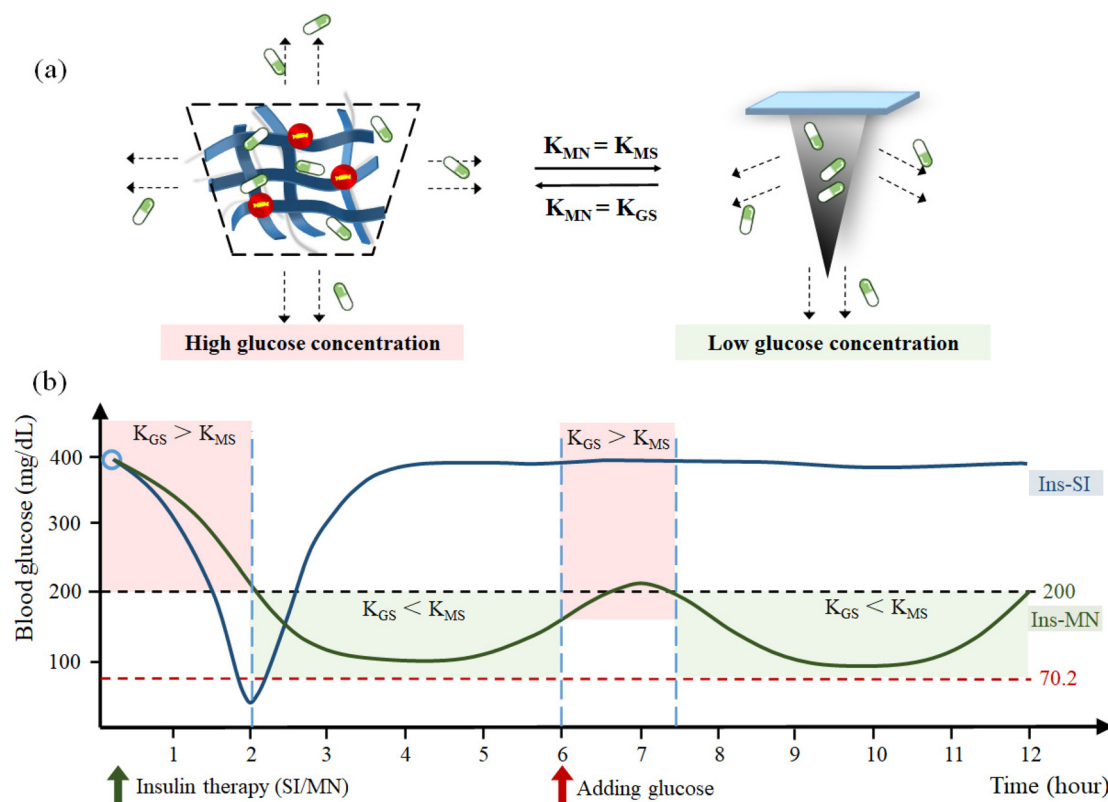 (a)
K_MN = K_MS
K_MN = K_GS
High glucose concentration
Low glucose concentration
(b)
Blood glucose (mg/dL)
400
300
200
100
K_GS > K_MS
K_GS < K_MS
K_GS > K_MS
K_GS < K_MS
Ins-SI
200
Ins-MN
70.2
1 2 3 4 5 6 7 8 9 10 11 12
Insulin therapy (SI/MN)
Adding glucose
Time (hour)